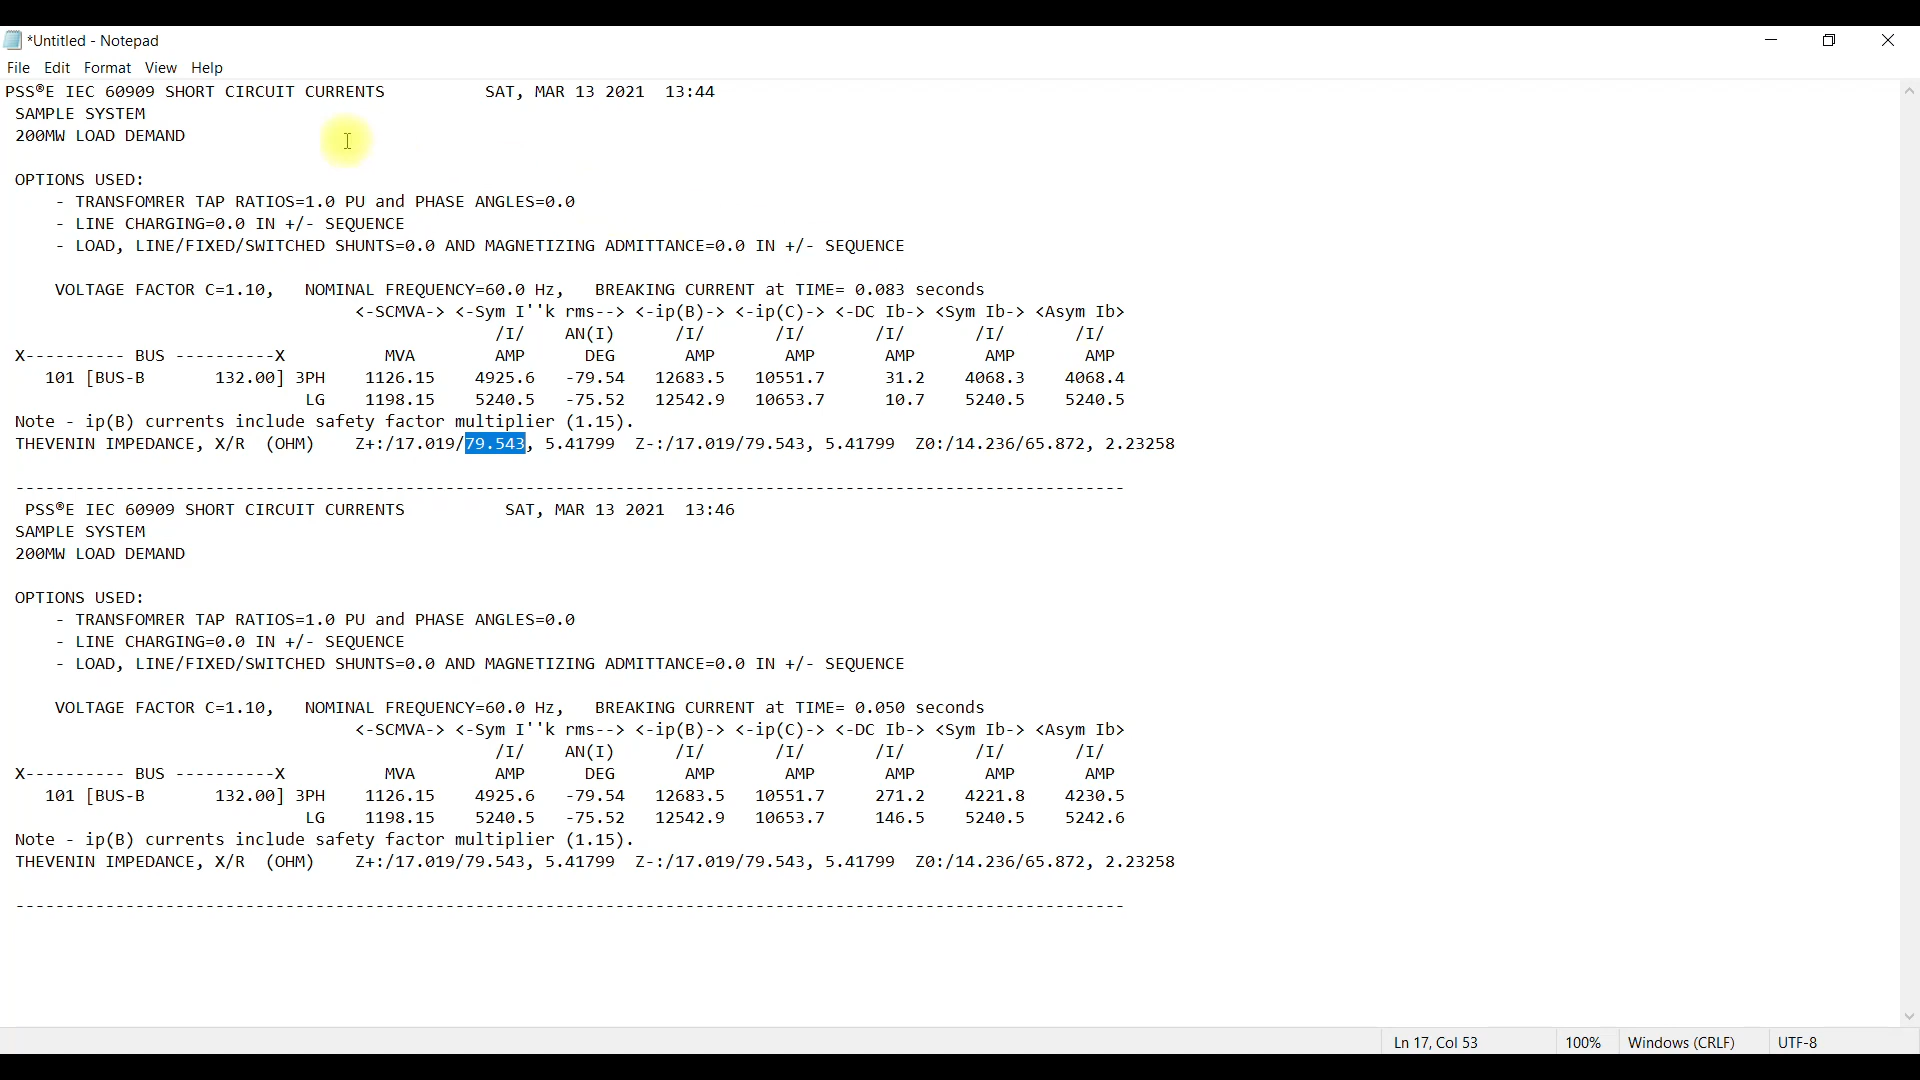 *Untitled - Notepad
File Edit Format View Help
PSS®E IEC 60909 SHORT CIRCUIT CURRENTS          SAT, MAR 13 2021  13:44
SAMPLE SYSTEM
200MW LOAD DEMAND
OPTIONS USED:
- TRANSFOMRER TAP RATIOS=1.0 PU and PHASE ANGLES=0.0
- LINE CHARGING=0.0 IN +/- SEQUENCE
- LOAD, LINE/FIXED/SWITCHED SHUNTS=0.0 AND MAGNETIZING ADMITTANCE=0.0 IN +/- SEQUENCE
VOLTAGE FACTOR C=1.10,   NOMINAL FREQUENCY=60.0 Hz,   BREAKING CURRENT at TIME= 0.083 seconds
<-SCMVA-> <-Sym I''k rms--> <-ip(B)-> <-ip(C)-> <-DC Ib-> <Sym Ib-> <Asym Ib>
/I/    AN(I)      /I/       /I/       /I/       /I/       /I/
X---------- BUS ----------X          MVA       AMP      DEG       AMP       AMP       AMP       AMP       AMP
101 [BUS-B       132.00] 3PH    1126.15    4925.6   -79.54   12683.5   10551.7      31.2    4068.3    4068.4
LG    1198.15    5240.5   -75.52   12542.9   10653.7      10.7    5240.5    5240.5
Note - ip(B) currents include safety factor multiplier (1.15).
THEVENIN IMPEDANCE, X/R  (OHM)    Z+:/17.019/79.543, 5.41799  Z-:/17.019/79.543, 5.41799  Z0:/14.236/65.872, 2.23258
---------------------------------------------------------------------------------------------------------------
PSS®E IEC 60909 SHORT CIRCUIT CURRENTS          SAT, MAR 13 2021  13:46
SAMPLE SYSTEM
200MW LOAD DEMAND
OPTIONS USED:
- TRANSFOMRER TAP RATIOS=1.0 PU and PHASE ANGLES=0.0
- LINE CHARGING=0.0 IN +/- SEQUENCE
- LOAD, LINE/FIXED/SWITCHED SHUNTS=0.0 AND MAGNETIZING ADMITTANCE=0.0 IN +/- SEQUENCE
VOLTAGE FACTOR C=1.10,   NOMINAL FREQUENCY=60.0 Hz,   BREAKING CURRENT at TIME= 0.050 seconds
<-SCMVA-> <-Sym I''k rms--> <-ip(B)-> <-ip(C)-> <-DC Ib-> <Sym Ib-> <Asym Ib>
/I/    AN(I)      /I/       /I/       /I/       /I/       /I/
X---------- BUS ----------X          MVA       AMP      DEG       AMP       AMP       AMP       AMP       AMP
101 [BUS-B       132.00] 3PH    1126.15    4925.6   -79.54   12683.5   10551.7     271.2    4221.8    4230.5
LG    1198.15    5240.5   -75.52   12542.9   10653.7     146.5    5240.5    5242.6
Note - ip(B) currents include safety factor multiplier (1.15).
THEVENIN IMPEDANCE, X/R  (OHM)    Z+:/17.019/79.543, 5.41799  Z-:/17.019/79.543, 5.41799  Z0:/14.236/65.872, 2.23258
---------------------------------------------------------------------------------------------------------------
Ln 17, Col 53 100% Windows (CRLF) UTF-8